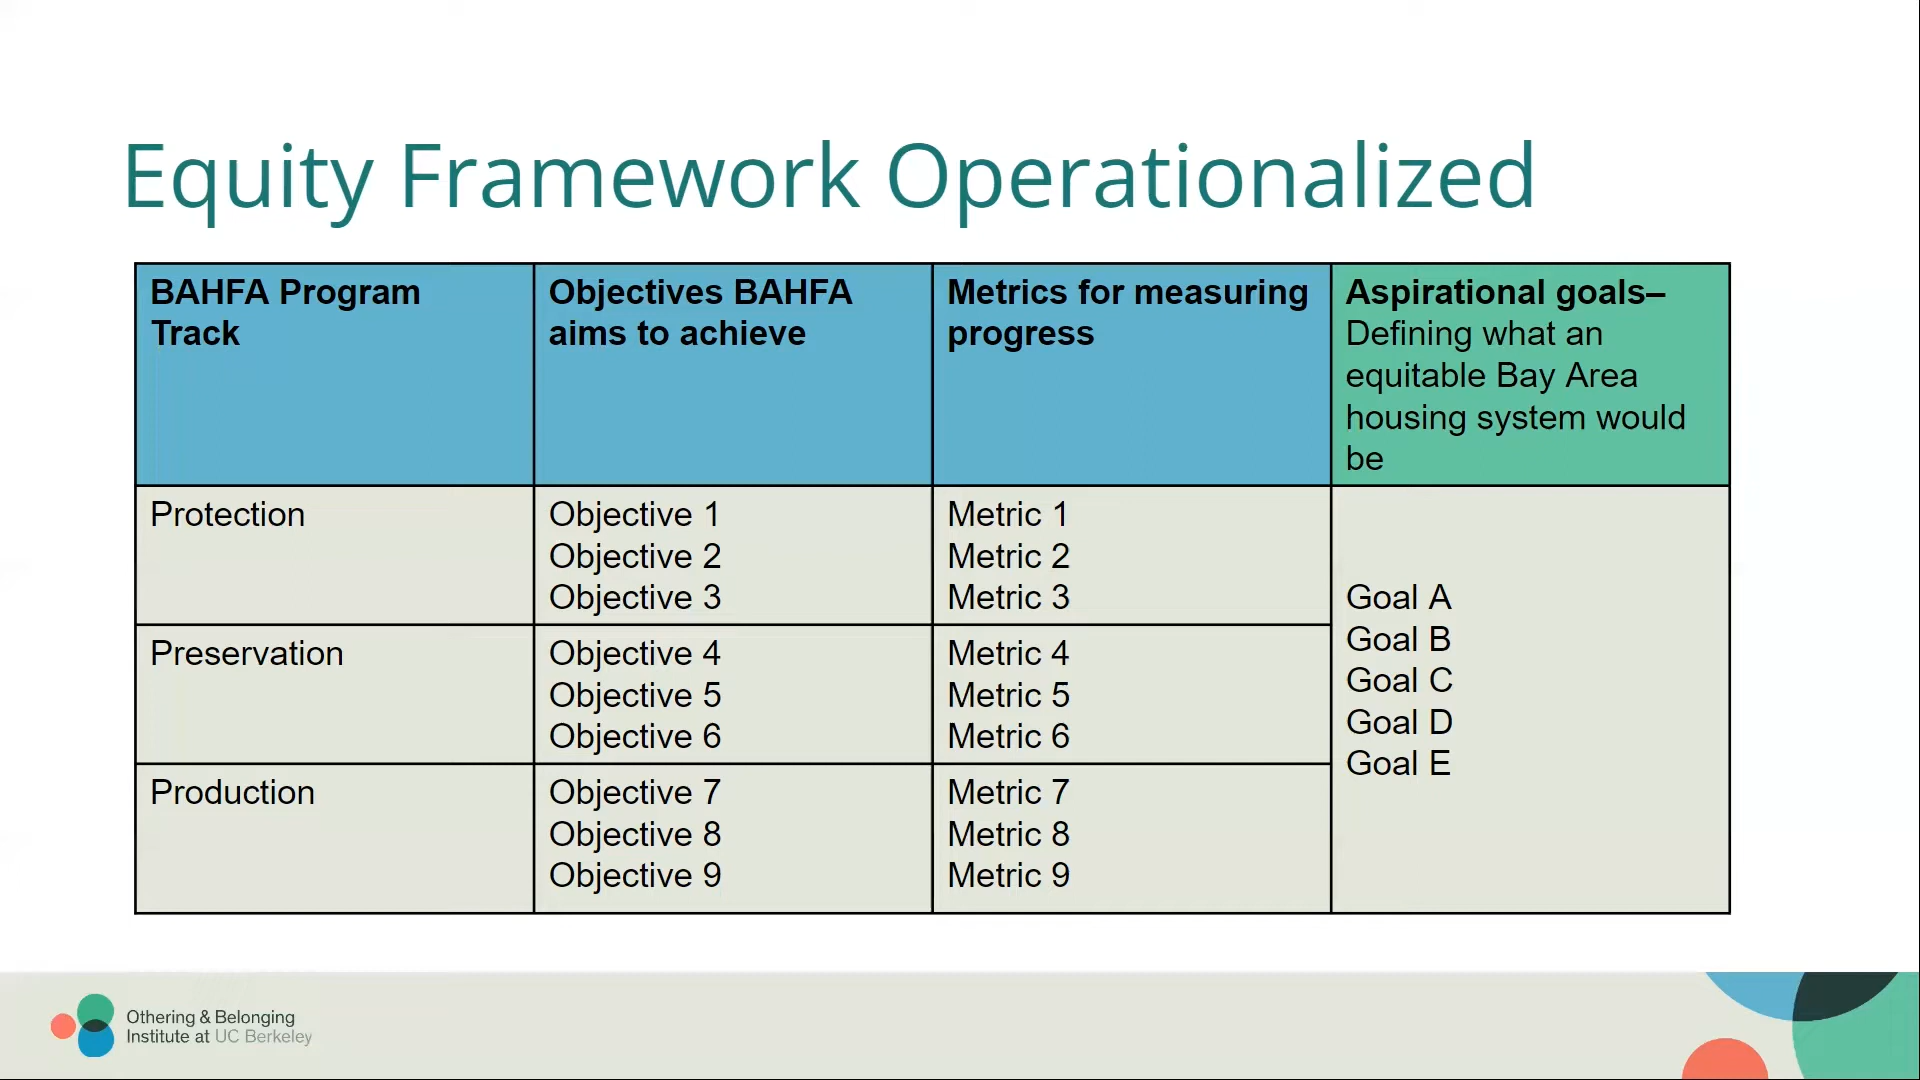 Equity Framework Operationalized
BAHFA Program
Track
Objectives BAHFA
aims to achieve
Metrics for measuring
progress
Aspirational goals–
Defining what an
equitable Bay Area
housing system would
be
Protection
Objective 1
Objective 2
Objective 3
Metric 1
Metric 2
Metric 3
Preservation
Objective 4
Objective 5
Objective 6
Metric 4
Metric 5
Metric 6
Production
Objective 7
Objective 8
Objective 9
Metric 7
Metric 8
Metric 9
Goal A
Goal B
Goal C
Goal D
Goal E
Othering & Belonging
Institute at UC Berkeley